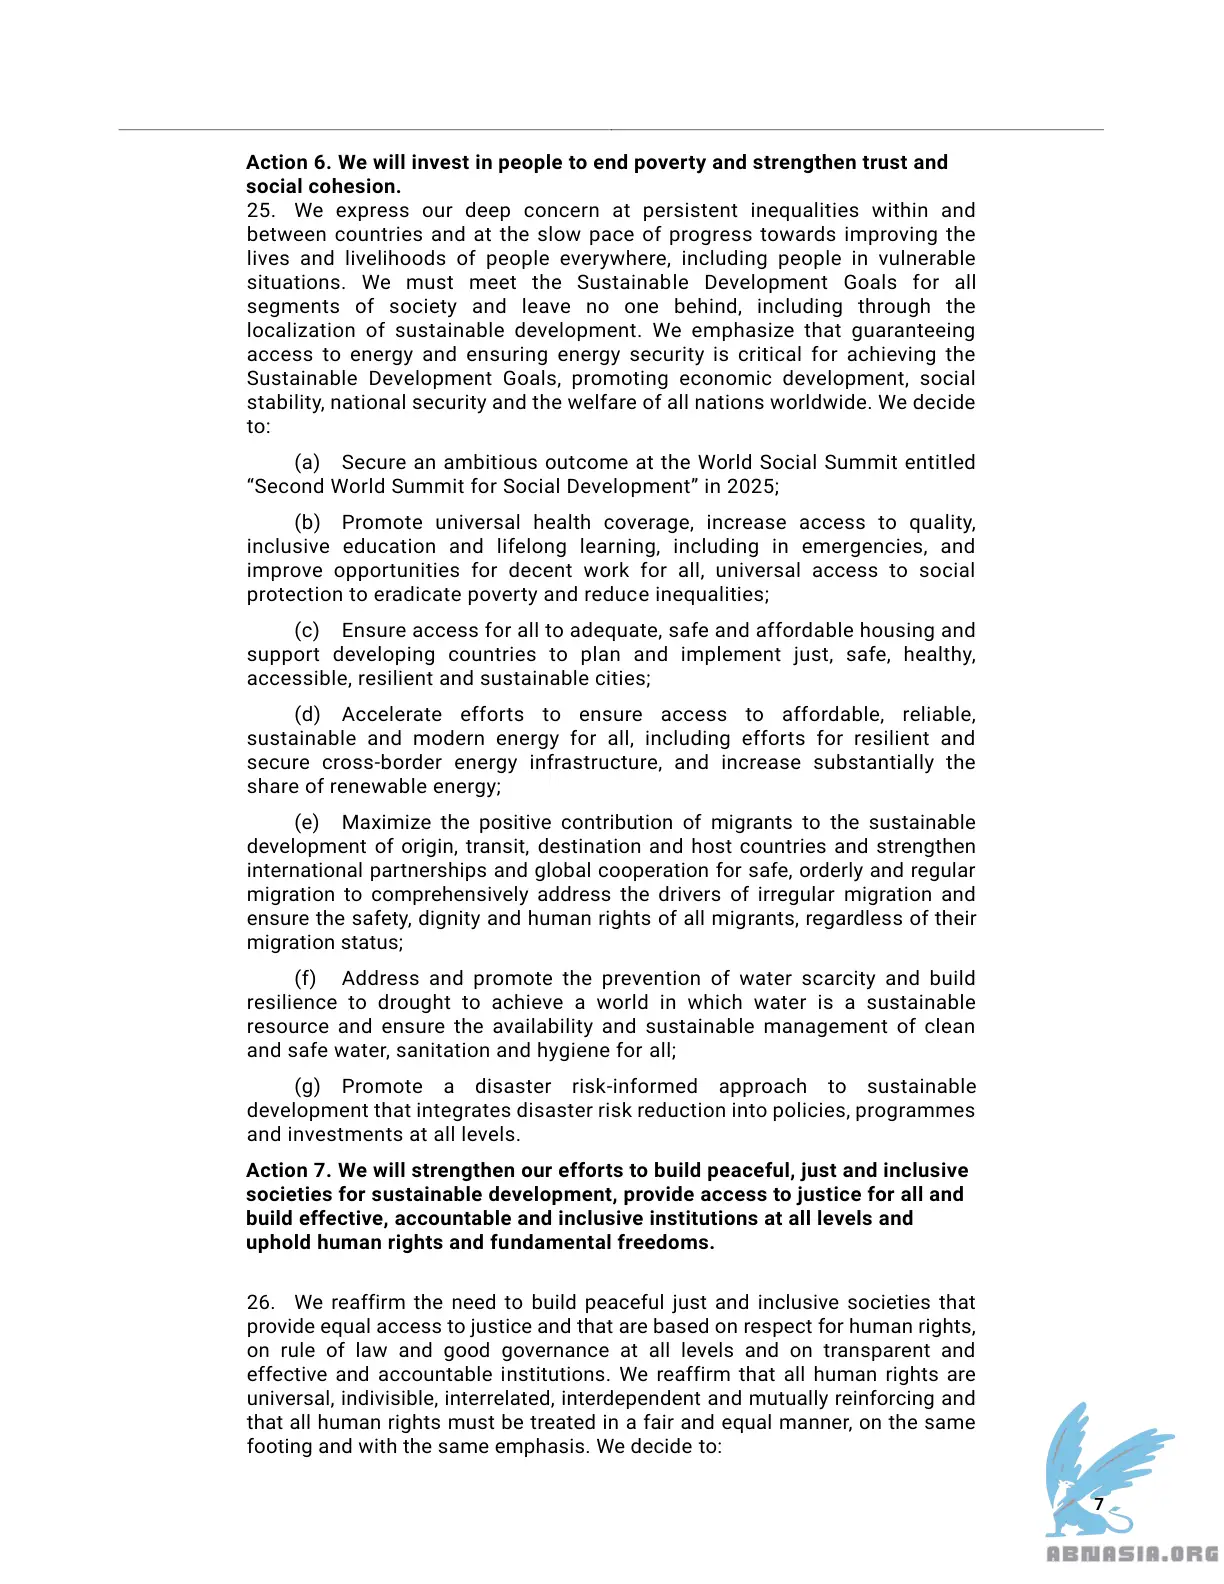 Action 6. We will invest in people to end poverty and strengthen trust and
social cohesion.
25. We express our deep concern at persistent inequalities within and
between countries and at the slow pace of progress towards improving the
lives and livelihoods of people everywhere, including people in vulnerable
situations. We must meet the Sustainable Development Goals for all
segments of society and leave no one behind, including through the
localization of sustainable development. We emphasize that guaranteeing
access to energy and ensuring energy security is critical for achieving the
Sustainable Development Goals, promoting economic development, social
stability, national security and the welfare of all nations worldwide. We decide
to:
(a) Secure an ambitious outcome at the World Social Summit entitled
“Second World Summit for Social Development” in 2025;
(b) Promote universal health coverage, increase access to quality,
inclusive education and lifelong learning, including in emergencies, and
improve opportunities for decent work for all, universal access to social
protection to eradicate poverty and reduce inequalities;
(c) Ensure access for all to adequate, safe and affordable housing and
support developing countries to plan and implement just, safe, healthy,
accessible, resilient and sustainable cities;
(d) Accelerate efforts to ensure access to affordable, reliable,
sustainable and modern energy for all, including efforts for resilient and
secure cross-border energy infrastructure, and increase substantially the
share of renewable energy;
(e) Maximize the positive contribution of migrants to the sustainable
development of origin, transit, destination and host countries and strengthen
international partnerships and global cooperation for safe, orderly and regular
migration to comprehensively address the drivers of irregular migration and
ensure the safety, dignity and human rights of all migrants, regardless of their
migration status;
(f) Address and promote the prevention of water scarcity and build
resilience to drought to achieve a world in which water is a sustainable
resource and ensure the availability and sustainable management of clean
and safe water, sanitation and hygiene for all;
(g) Promote a disaster risk-informed approach to sustainable
development that integrates disaster risk reduction into policies, programmes
and investments at all levels.
Action 7. We will strengthen our efforts to build peaceful, just and inclusive
societies for sustainable development, provide access to justice for all and
build effective, accountable and inclusive institutions at all levels and
uphold human rights and fundamental freedoms.
26. We reaffirm the need to build peaceful just and inclusive societies that
provide equal access to justice and that are based on respect for human rights,
on rule of law and good governance at all levels and on transparent and
effective and accountable institutions. We reaffirm that all human rights are
universal, indivisible, interrelated, interdependent and mutually reinforcing and
that all human rights must be treated in a fair and equal manner, on the same
footing and with the same emphasis. We decide to:
7
ABNASIA.ORG